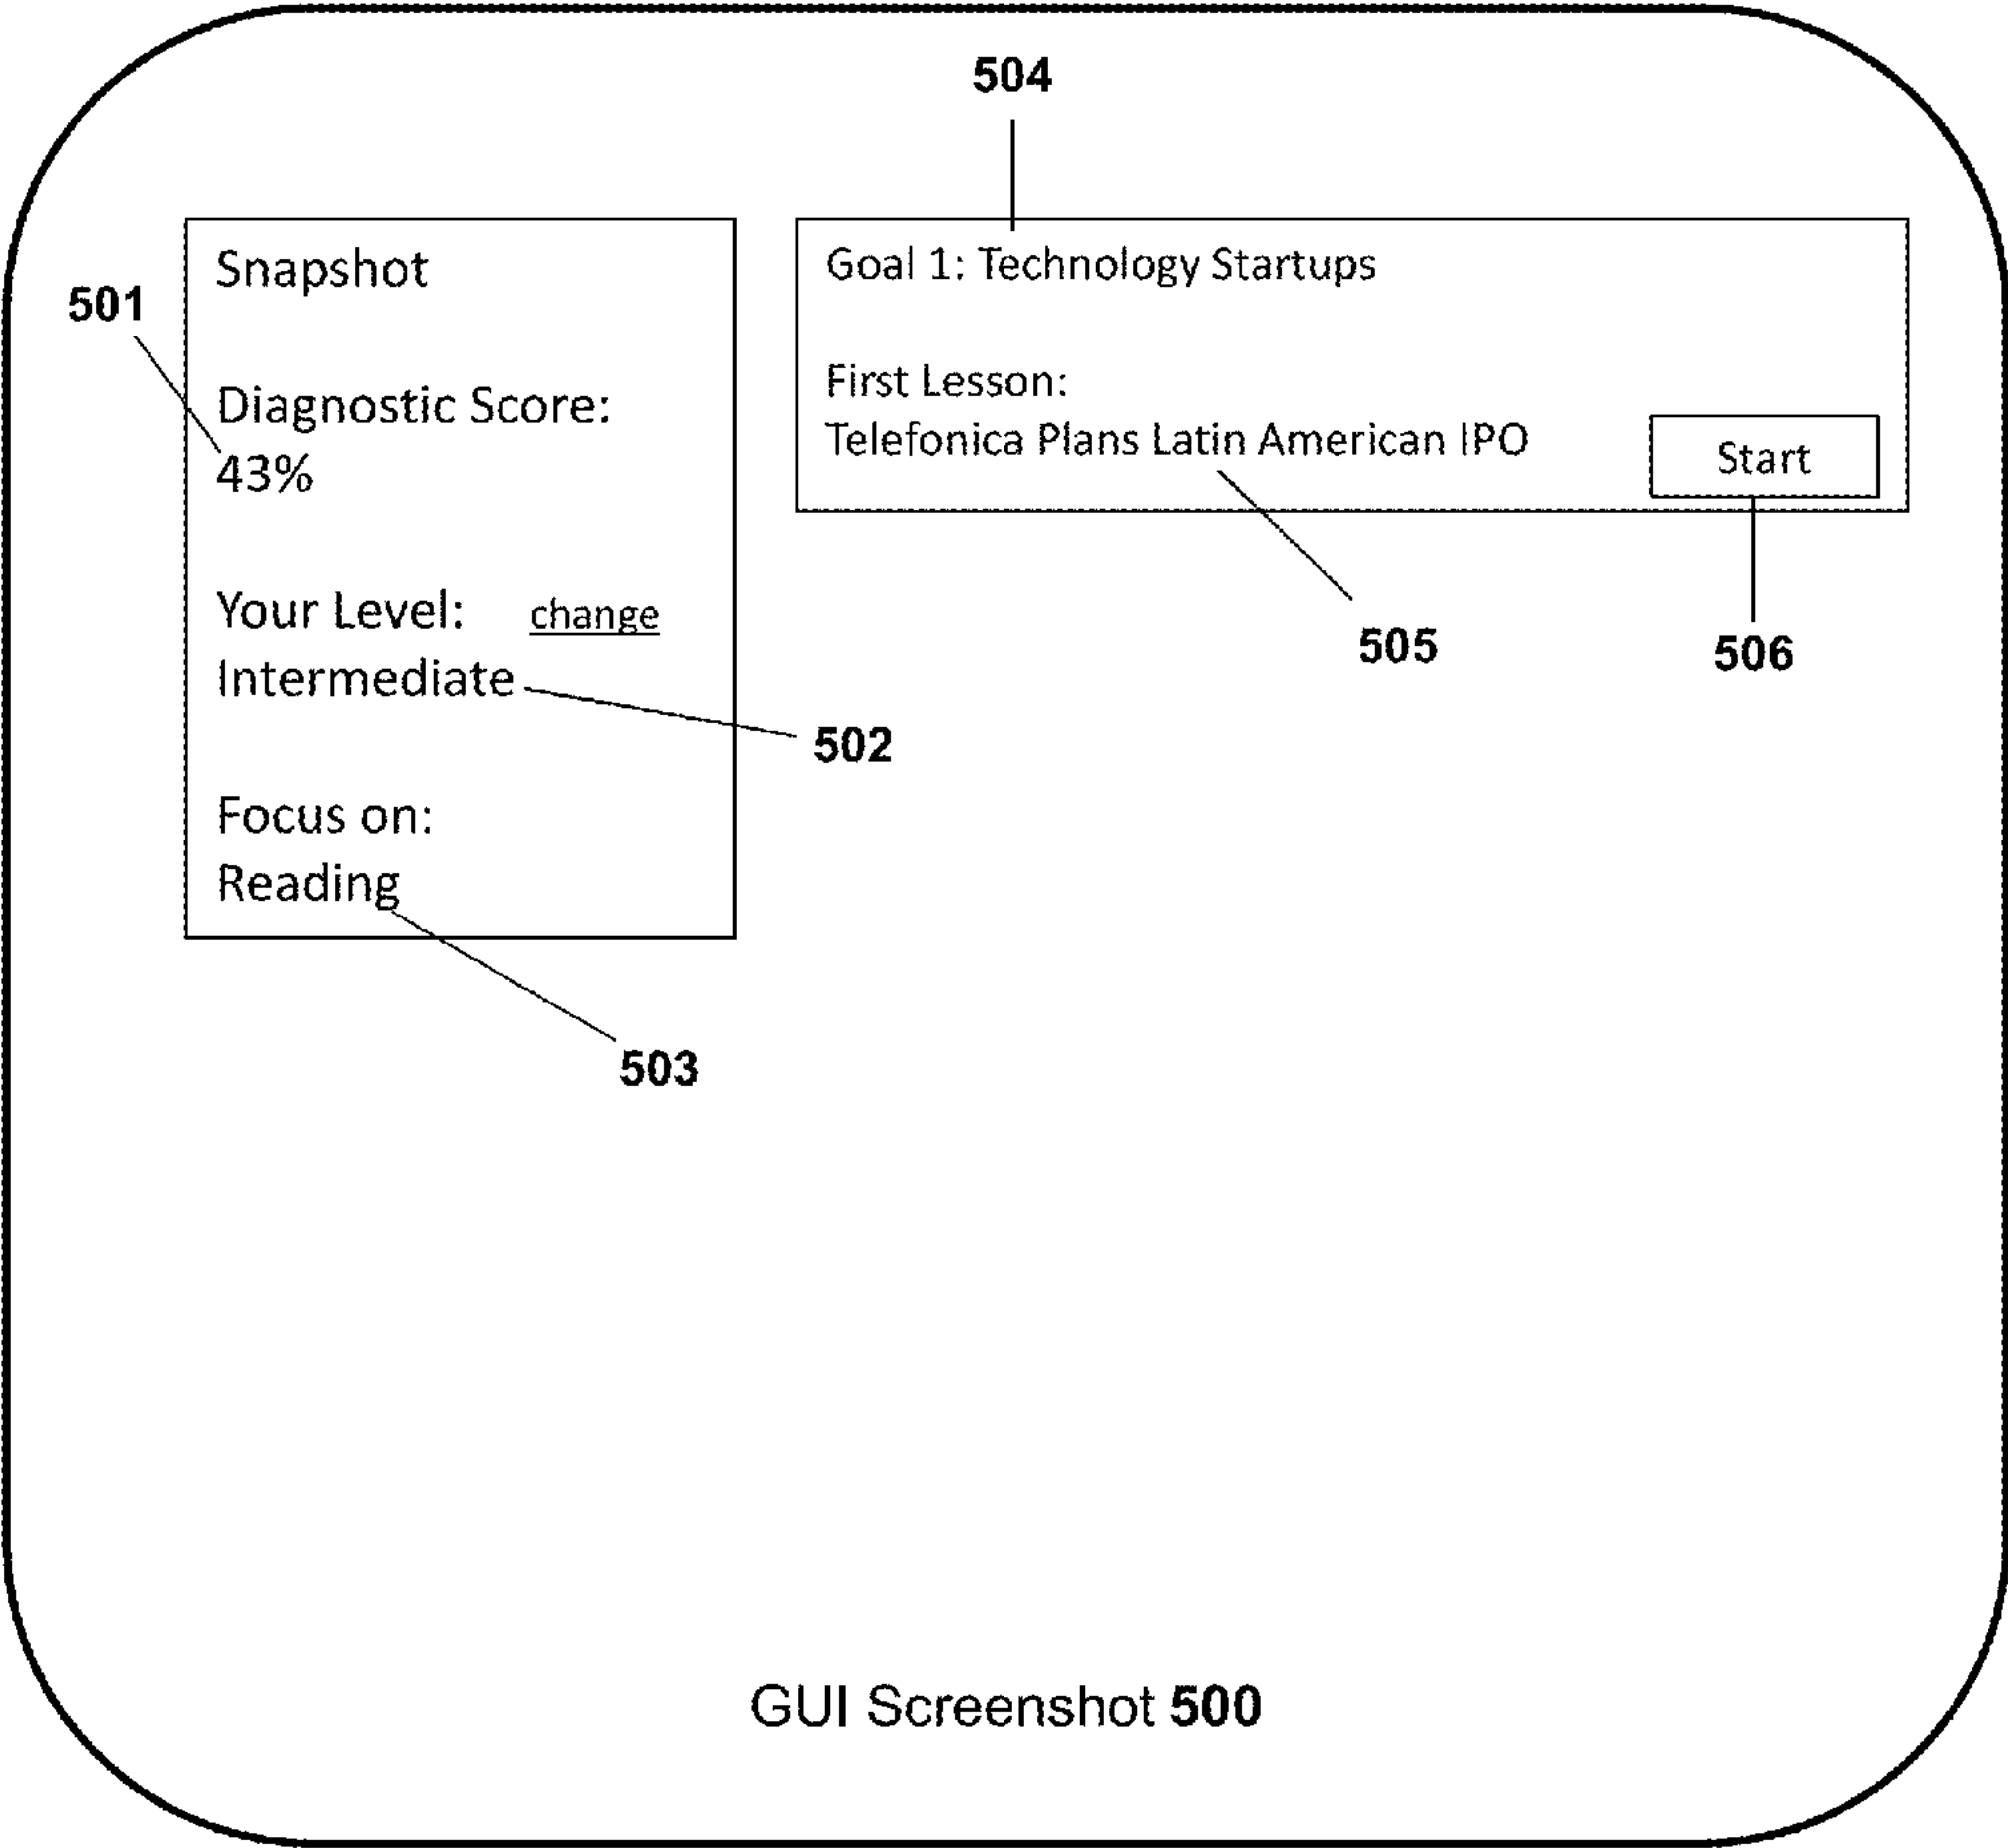 504
Snapshot
501
Diagnostic Score:
43%
Your Level: change
Intermediate
502
Focus on:
Reading
503
Goal 1: Technology Startups
First Lesson:
Telefonica Plans Latin American IPO
Start
505
506
GUI Screenshot 500